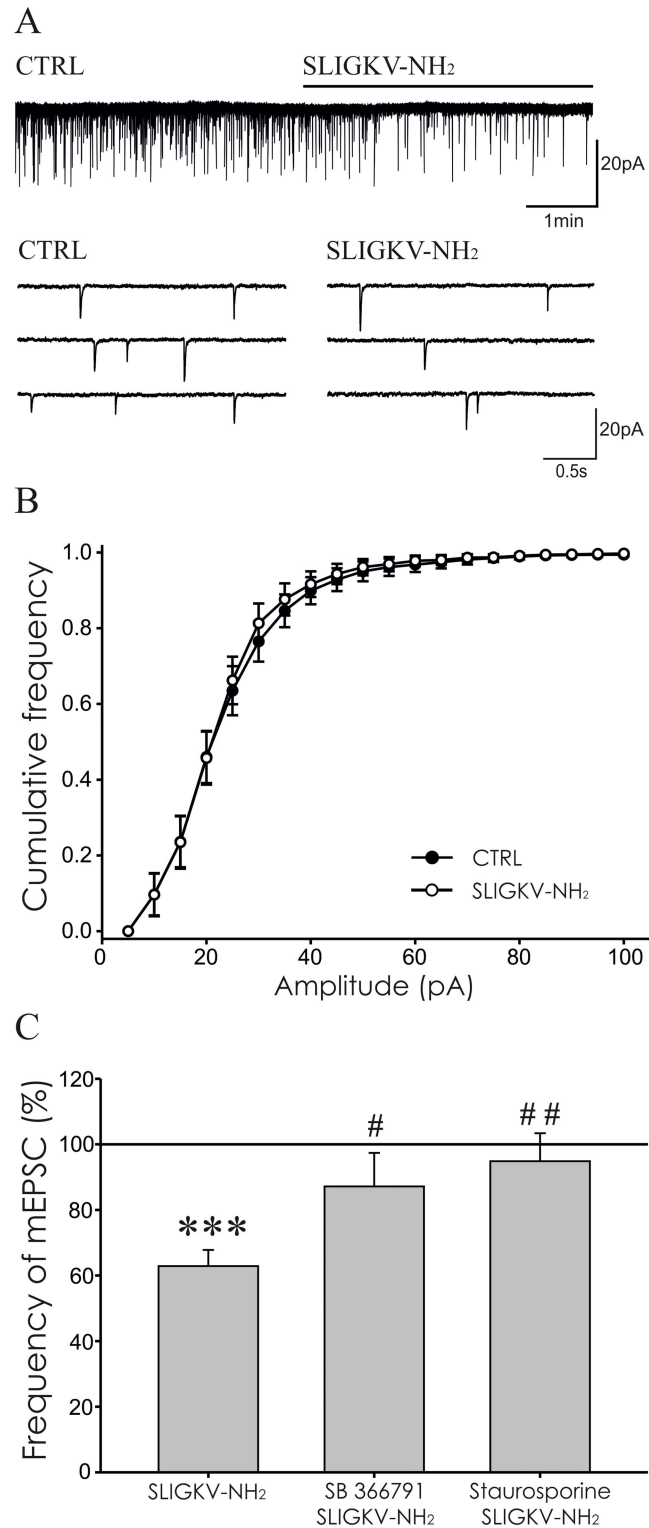 A
CTRL
SLIGKV-NH₂
20pA
1min
CTRL
SLIGKV-NH₂
20pA
0.5s
B
Cumulative frequency
1.0
0.8
0.6
0.4
0.2
0.0
0
20
40
60
80
100
Amplitude (pA)
CTRL
SLIGKV-NH₂
C
Frequency of mEPSC (%)
120
100
80
60
40
20
0
***
#
##
SLIGKV-NH₂
SB 366791
SLIGKV-NH₂
Staurosporine
SLIGKV-NH₂